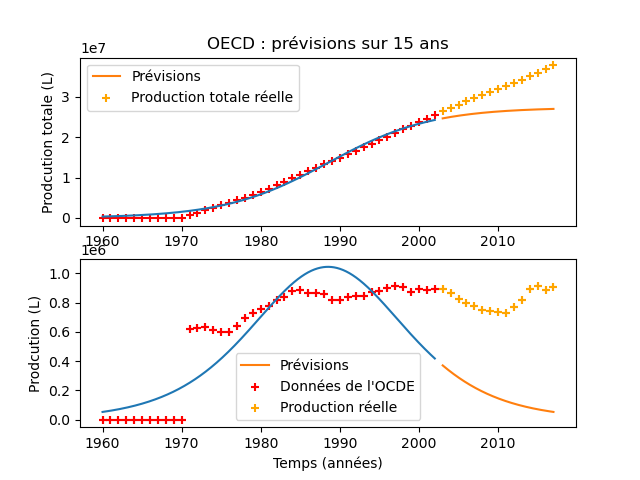 OECD : prévisions sur 15 ans
1e7
Prodcution totale (L)
3
2
1
0
Prévisions
Production totale réelle
1960 1970 1980 1990 2000 2010
1e6
Prodcution (L)
1.0
0.8
0.6
0.4
0.2
0.0
Prévisions
Données de l'OCDE
Production réelle
1960 1970 1980 1990 2000 2010
Temps (années)